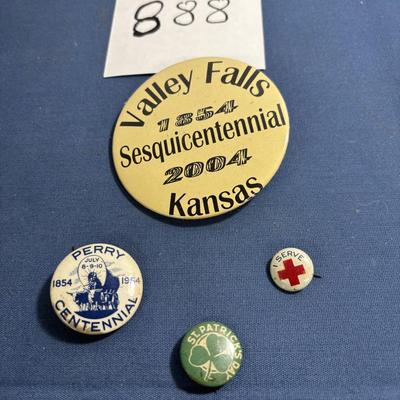 888
Valley Falls
1854
Sesquicentennial
2004
Kansas
PERRY
JULY
8-9-10
1854 1954
CENTENNIAL
I SERVE
ST. PATRICK'S DAY